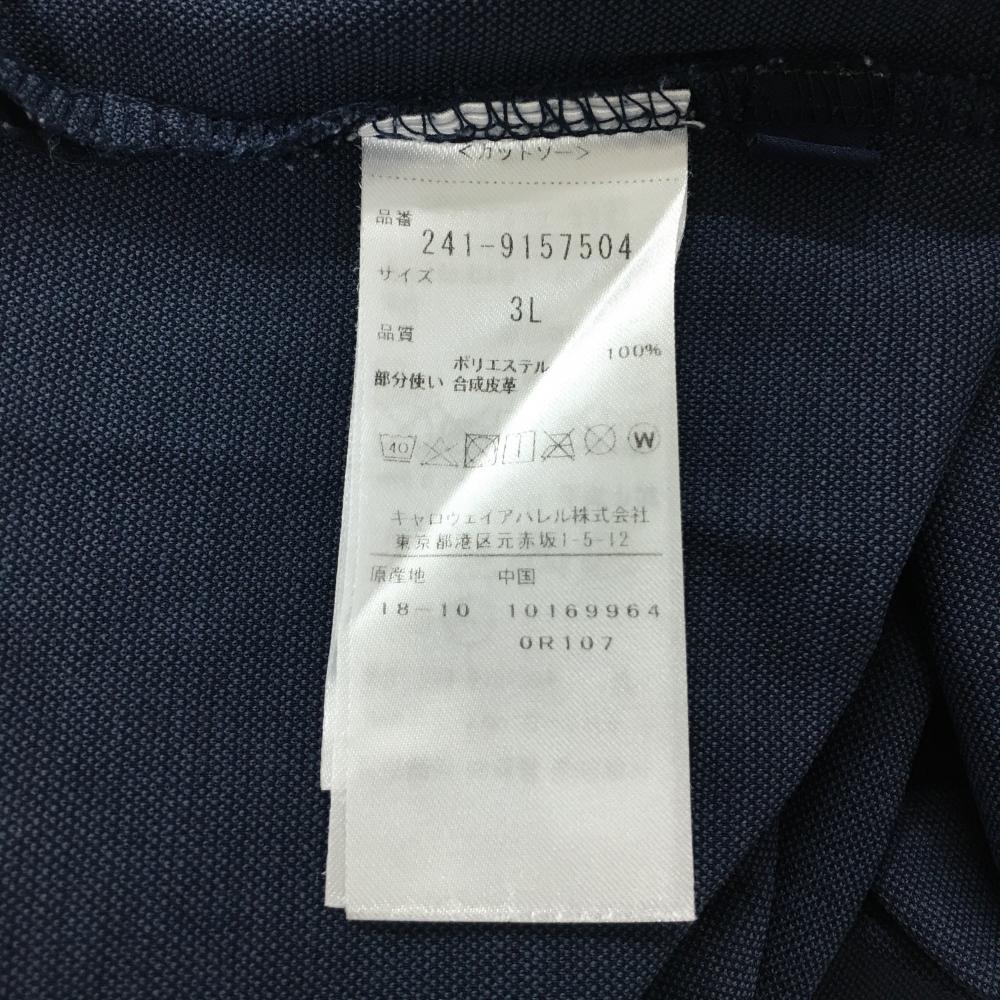 <カットソー>
品番
241-9157504
サイズ
3L
品質
ポリエステル 100%
部分使い 合成皮革
40 W
キャロウェイアパレル株式会社
東京都港区元赤坂1-5-12
原産地 中国
18-10 10169964
0R107